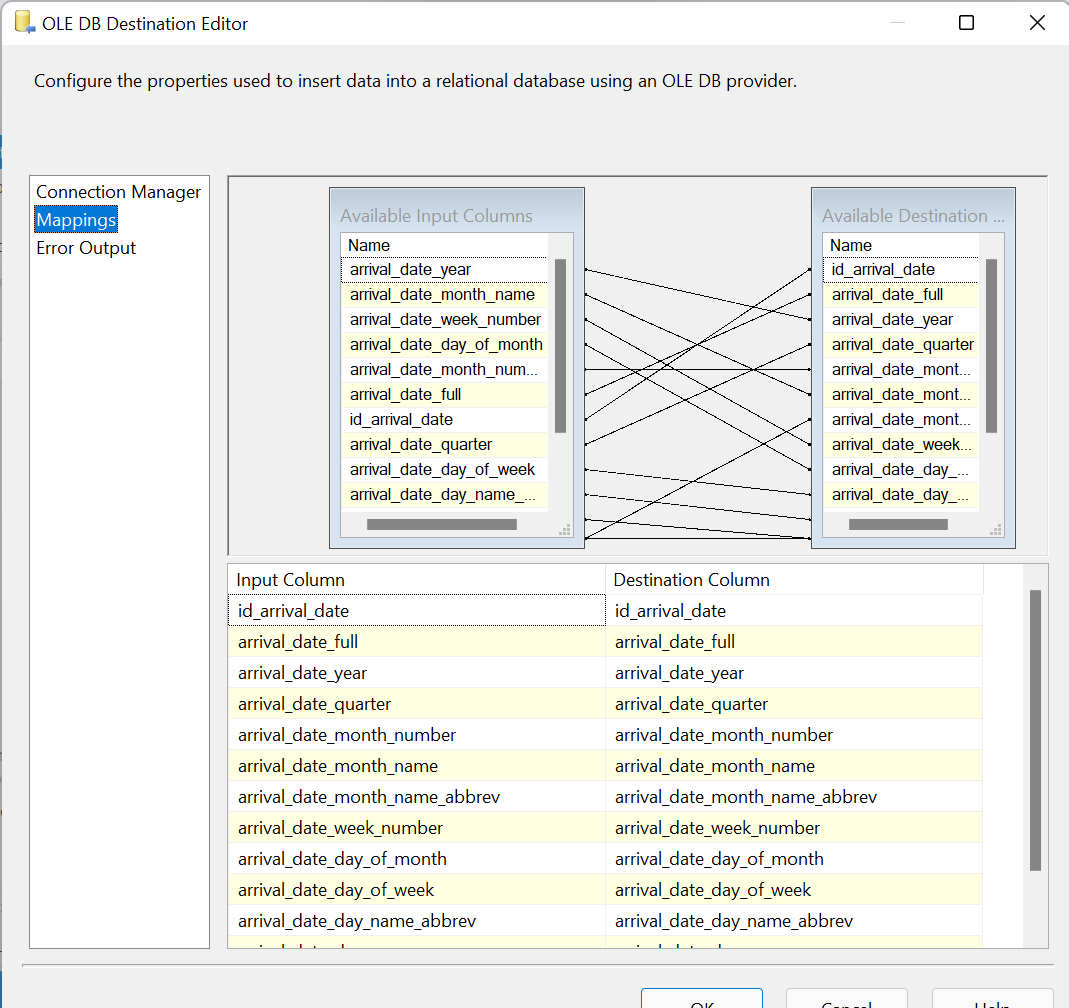 OLE DB Destination Editor
Configure the properties used to insert data into a relational database using an OLE DB provider.
Connection Manager
Mappings
Error Output
Available Input Columns
Name
arrival_date_year
arrival_date_month_name
arrival_date_week_number
arrival_date_day_of_month
arrival_date_month_num...
arrival_date_full
id_arrival_date
arrival_date_quarter
arrival_date_day_of_week
arrival_date_day_name_...
Available Destination ...
Name
id_arrival_date
arrival_date_full
arrival_date_year
arrival_date_quarter
arrival_date_mont...
arrival_date_mont...
arrival_date_mont...
arrival_date_week...
arrival_date_day_...
arrival_date_day_...
Input Column Destination Column
id_arrival_date id_arrival_date
arrival_date_full arrival_date_full
arrival_date_year arrival_date_year
arrival_date_quarter arrival_date_quarter
arrival_date_month_number arrival_date_month_number
arrival_date_month_name arrival_date_month_name
arrival_date_month_name_abbrev arrival_date_month_name_abbrev
arrival_date_week_number arrival_date_week_number
arrival_date_day_of_month arrival_date_day_of_month
arrival_date_day_of_week arrival_date_day_of_week
arrival_date_day_name_abbrev arrival_date_day_name_abbrev
OK Cancel Help